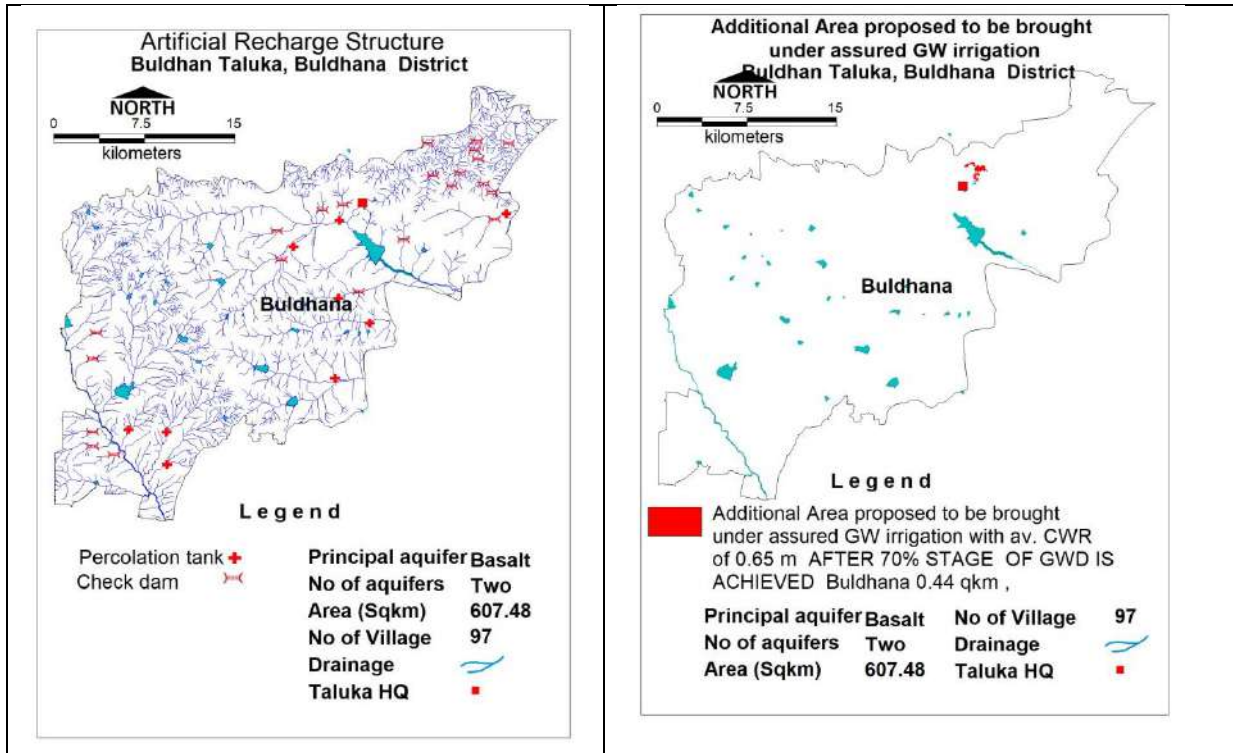 Artificial Recharge Structure
Buldhan Taluka, Buldhana District
NORTH
0 7.5 15
kilometers
Buldhana
Legend
Percolation tank
Check dam
Principal aquifer Basalt
No of aquifers Two
Area (Sqkm) 607.48
No of Village 97
Drainage
Taluka HQ
Additional Area proposed to be brought
under assured GW irrigation
Buldhan Taluka, Buldhana District
NORTH
0 7.5 15
kilometers
Buldhana
Legend
Additional Area proposed to be brought
under assured GW irrigation with av. CWR
of 0.65 m AFTER 70% STAGE OF GWD IS
ACHIEVED Buldhana 0.44 qkm ,
Principal aquifer Basalt No of Village 97
No of aquifers Two Drainage
Area (Sqkm) 607.48 Taluka HQ